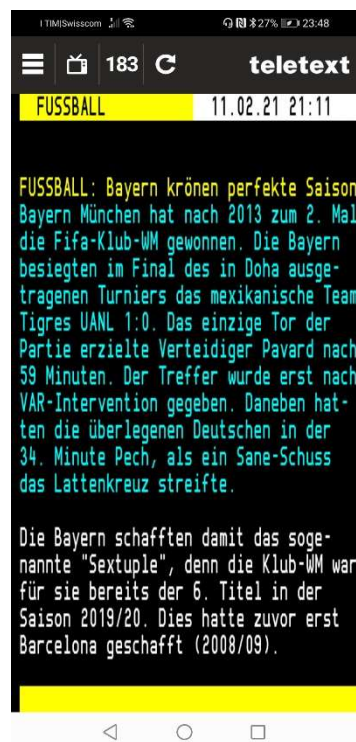 I TIM|Swisscom 27% 23:48
183 teletext
FUSSBALL 11.02.21 21:11
FUSSBALL: Bayern krönen perfekte Saison
Bayern München hat nach 2013 zum 2. Mal
die Fifa-Klub-WM gewonnen. Die Bayern
besiegten im Final des in Doha ausge-
tragenen Turniers das mexikanische Team
Tigres UANL 1:0. Das einzige Tor der
Partie erzielte Verteidiger Pavard nach
59 Minuten. Der Treffer wurde erst nach
VAR-Intervention gegeben. Daneben hat-
ten die überlegenen Deutschen in der
34. Minute Pech, als ein Sane-Schuss
das Lattenkreuz streifte.
Die Bayern schafften damit das soge-
nannte "Sextuple", denn die Klub-WM war
für sie bereits der 6. Titel in der
Saison 2019/20. Dies hatte zuvor erst
Barcelona geschafft (2008/09).